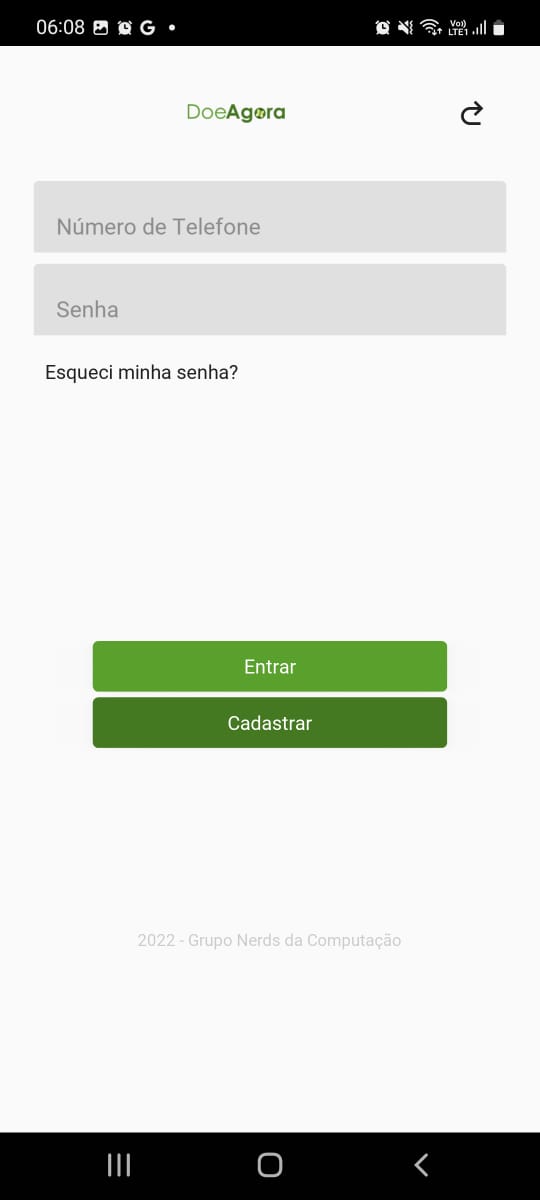 06:08
Vo))
LTE1
DoeAgora
Número de Telefone
Senha
Esqueci minha senha?
Entrar
Cadastrar
2022 - Grupo Nerds da Computação